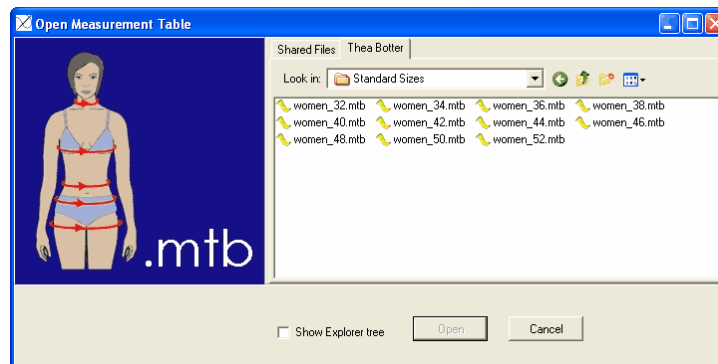 Open Measurement Table
Shared Files Thea Botter
Look in: Standard Sizes
women_32.mtb women_34.mtb women_36.mtb women_38.mtb
women_40.mtb women_42.mtb women_44.mtb women_46.mtb
women_48.mtb women_50.mtb women_52.mtb
.mtb
Show Explorer tree Open Cancel